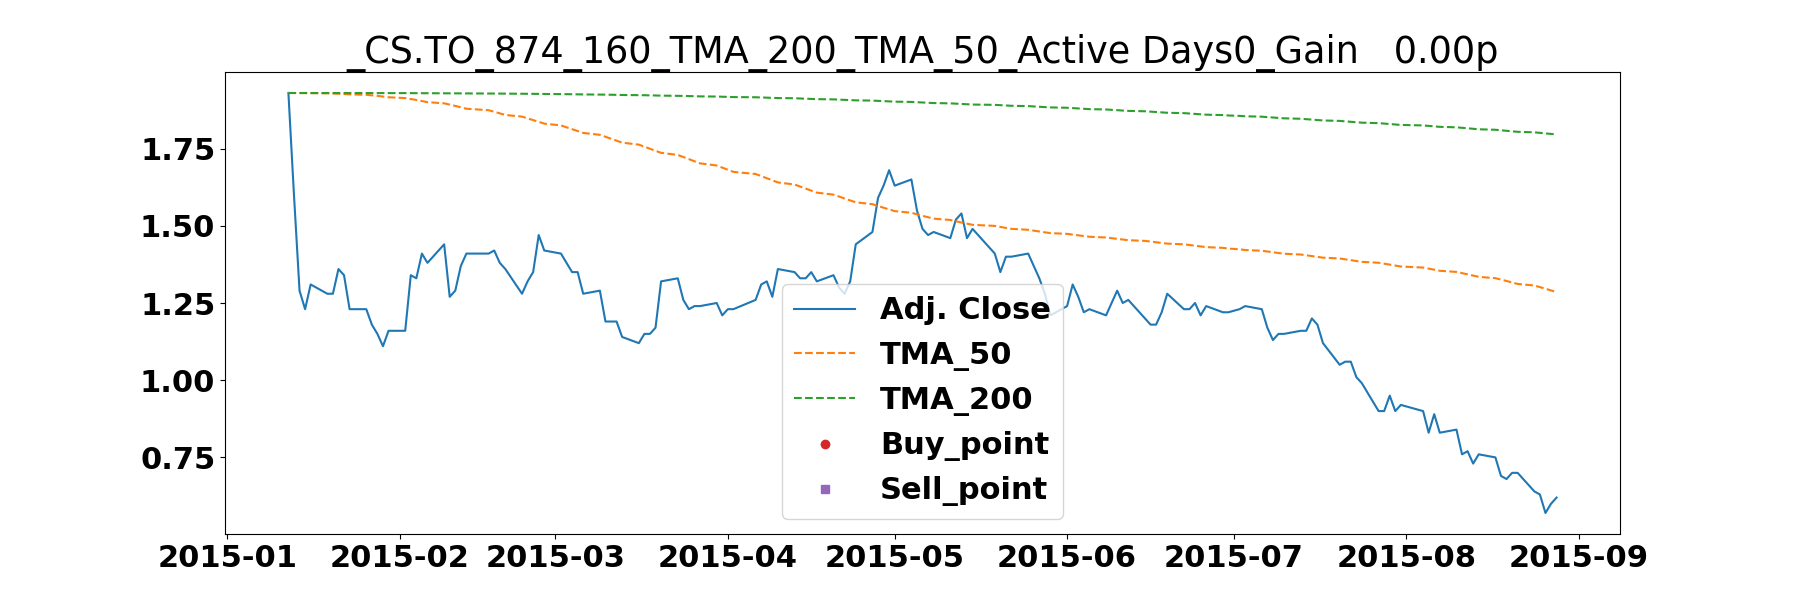 _CS.TO_874_160_TMA_200_TMA_50_Active Days0_Gain   0.00p
1.75
1.50
1.25
1.00
0.75
Adj. Close
TMA_50
TMA_200
Buy_point
Sell_point
2015-01 2015-02 2015-03 2015-04 2015-05 2015-06 2015-07 2015-08 2015-09